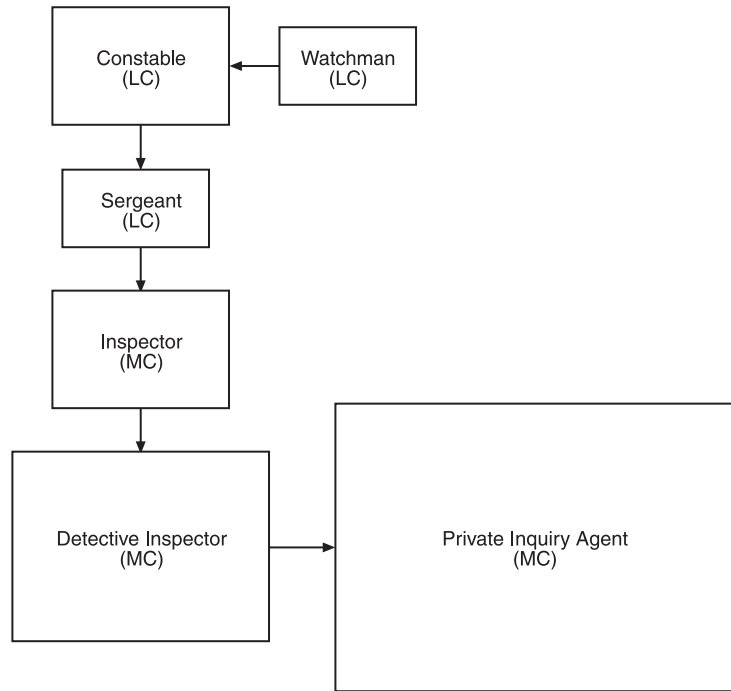 Constable
(LC)
Watchman
(LC)
Sergeant
(LC)
Inspector
(MC)
Detective Inspector
(MC)
Private Inquiry Agent
(MC)